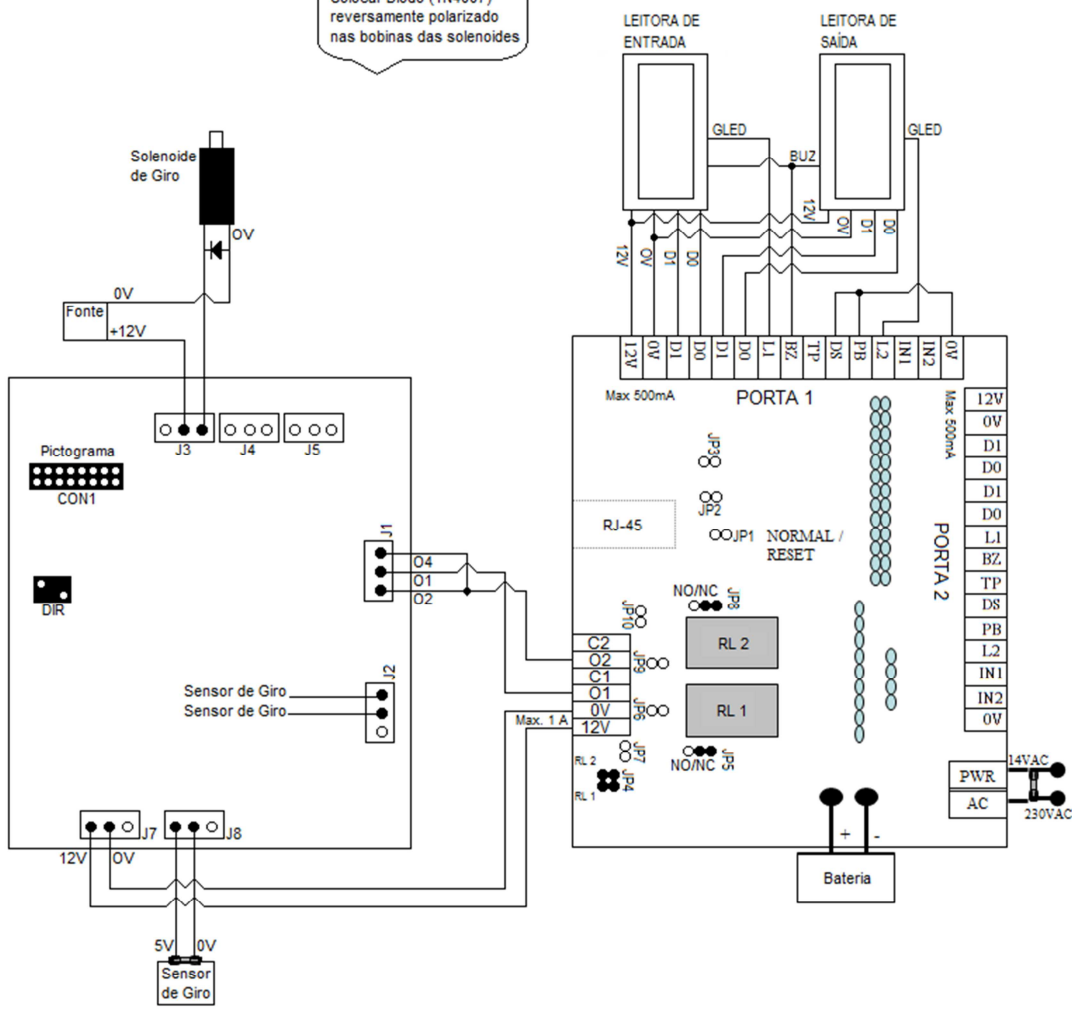 reversamente polarizado
nas bobinas das solenoides
LEITORA DE
ENTRADA
LEITORA DE
SAÍDA
GLED
GLED
BUZ
12V
0V
D1
D0
12V
0V
D1
D0
Solenoide
de Giro
0V
Fonte
0V
+12V
J3
J4
J5
Pictograma
CON1
DIR
J1
O4
O1
O2
J2
Sensor de Giro
Sensor de Giro
J7
J8
12V
0V
5V
0V
Sensor
de Giro
12V
0V
D1
D0
D1
D0
L1
BZ
TP
DS
PB
L2
IN1
IN2
0V
Max 500mA
PORTA 1
Max 500mA
12V
0V
D1
D0
D1
D0
L1
BZ
TP
DS
PB
L2
IN1
IN2
0V
PORTA 2
JP3
JP2
JP1
NORMAL /
RESET
RJ-45
NO/NC
JP8
JP10
RL 2
C2
O2
C1
O1
0V
12V
JP9
JP6
Max. 1 A
RL 1
JP7
NO/NC
JP5
RL 2
RL 1
JP4
PWR
AC
14VAC
230VAC
+
-
Bateria